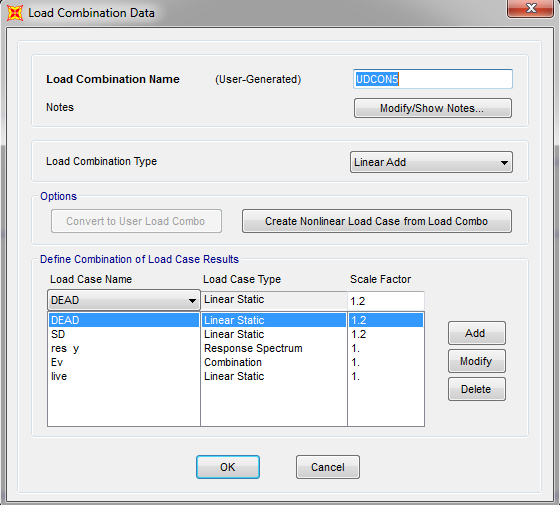 Load Combination Data
Load Combination Name (User-Generated) UDCON5
Notes Modify/Show Notes...
Load Combination Type Linear Add
Options
Convert to User Load Combo Create Nonlinear Load Case from Load Combo
Define Combination of Load Case Results
Load Case Name Load Case Type Scale Factor
DEAD Linear Static 1.2
DEAD Linear Static 1.2
SD Linear Static 1.2
res y Response Spectrum 1.
Ev Combination 1.
live Linear Static 1.
Add
Modify
Delete
OK Cancel